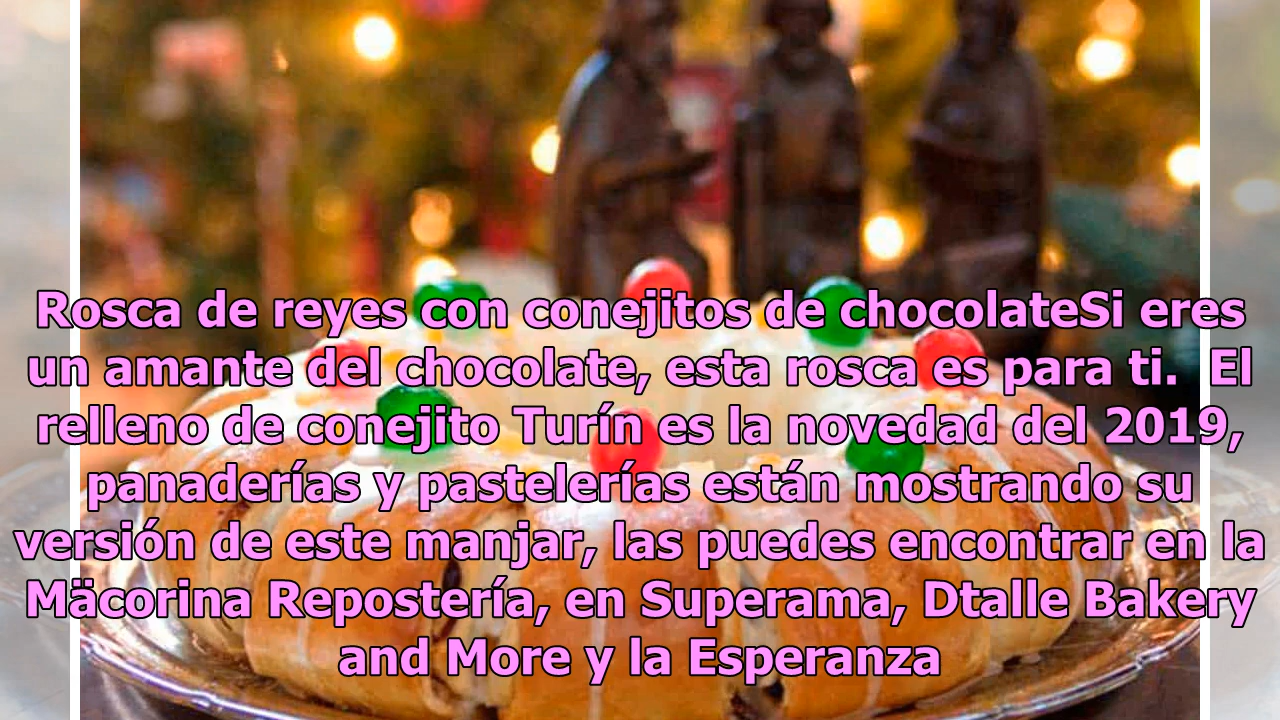 Rosca de reyes con conejitos de chocolateSi eres
un amante del chocolate, esta rosca es para ti.  El
relleno de conejito Turín es la novedad del 2019,
panaderías y pastelerías están mostrando su
versión de este manjar, las puedes encontrar en la
Mäcorina Repostería, en Superama, Dtalle Bakery
and More y la Esperanza